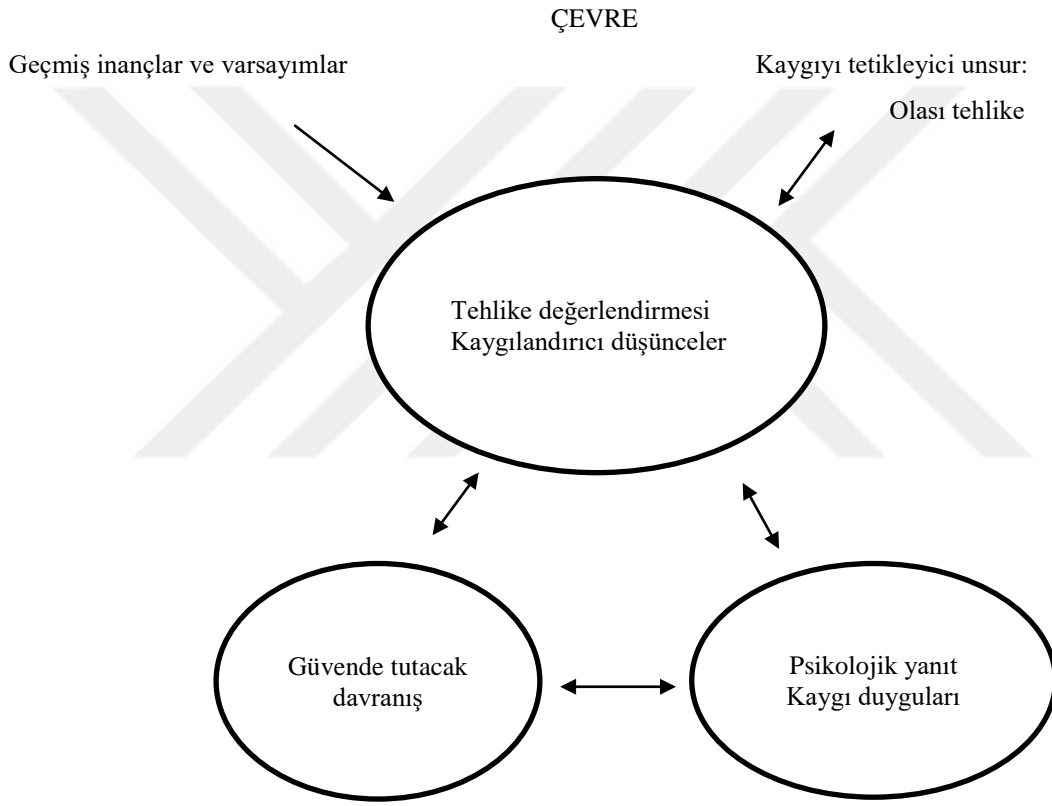 ÇEVRE
Geçmiş inançlar ve varsayımlar
Kaygıyı tetikleyici unsur:
Olası tehlike
Tehlike değerlendirmesi
Kaygılandırıcı düşünceler
Güvende tutacak
davranış
Psikolojik yanıt
Kaygı duyguları